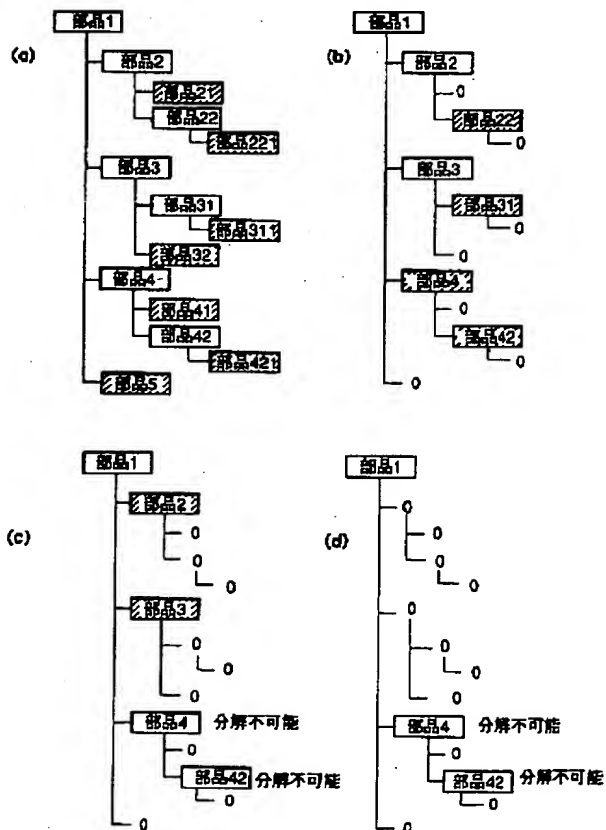 (a)
部品1
部品2
部品21
部品22
部品221
部品3
部品31
部品311
部品32
部品4
部品41
部品42
部品421
部品5
(b)
部品1
部品2
0
部品22
0
部品3
部品31
0
0
部品4
0
部品42
0
0
(c)
部品1
部品2
0
0
0
部品3
0
0
0
部品4 分解不可能
0
部品42 分解不可能
0
0
(d)
部品1
0
0
0
0
0
0
0
0
部品4 分解不可能
0
部品42 分解不可能
0
0